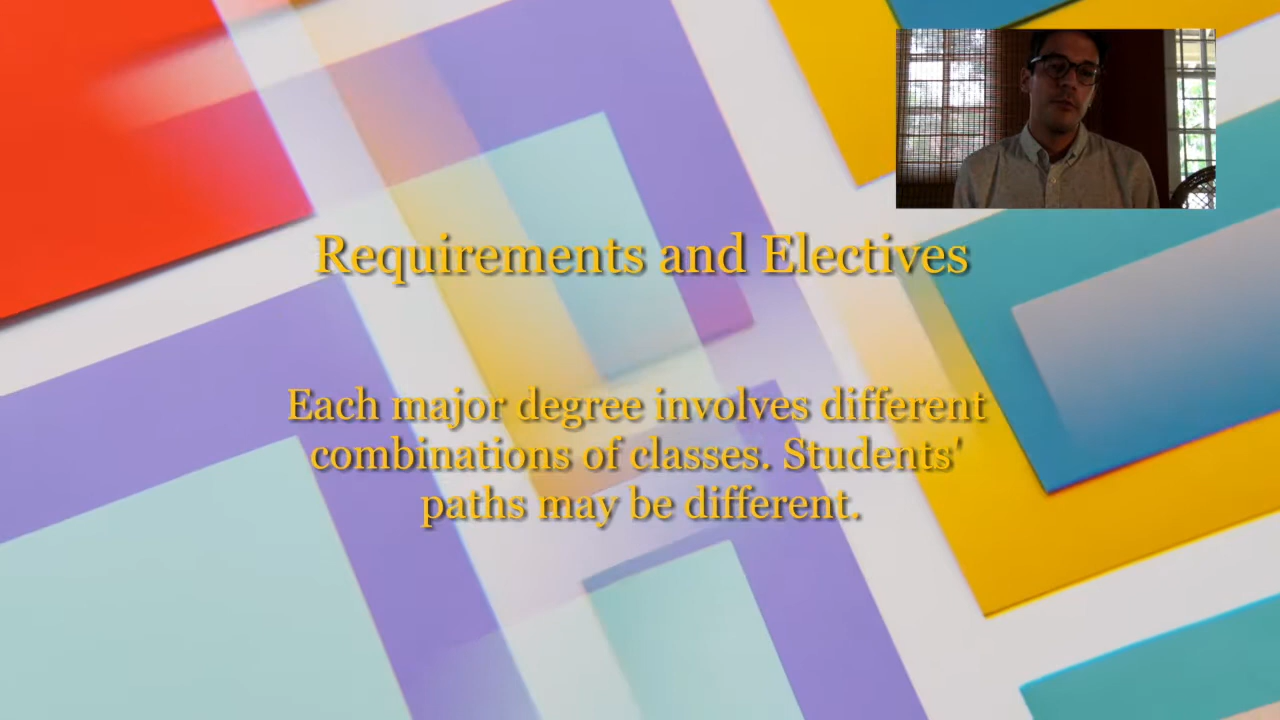 Requirements and Electives
Each major degree involves different
combinations of classes. Students'
paths may be different.